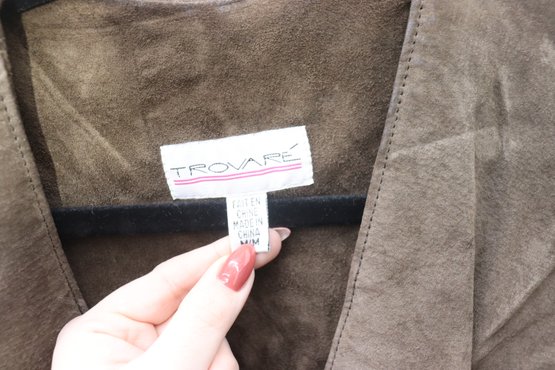 TROVARÉ
FAIT EN
CHINE
MADE IN
CHINA
M/M